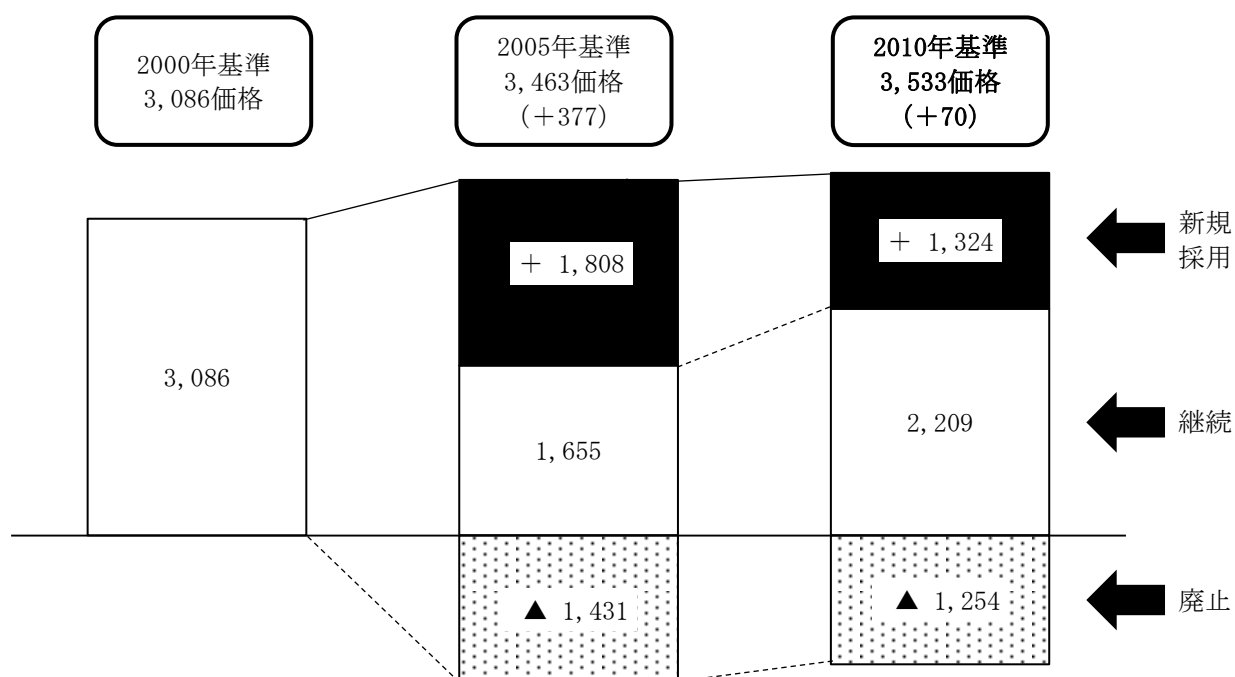 2000年基準
3,086価格
2005年基準
3,463価格
（＋377）
2010年基準
3,533価格
（＋70）
＋ 1,808
＋ 1,324
新規
採用
3,086
1,655
2,209
継続
▲ 1,431
▲ 1,254
廃止